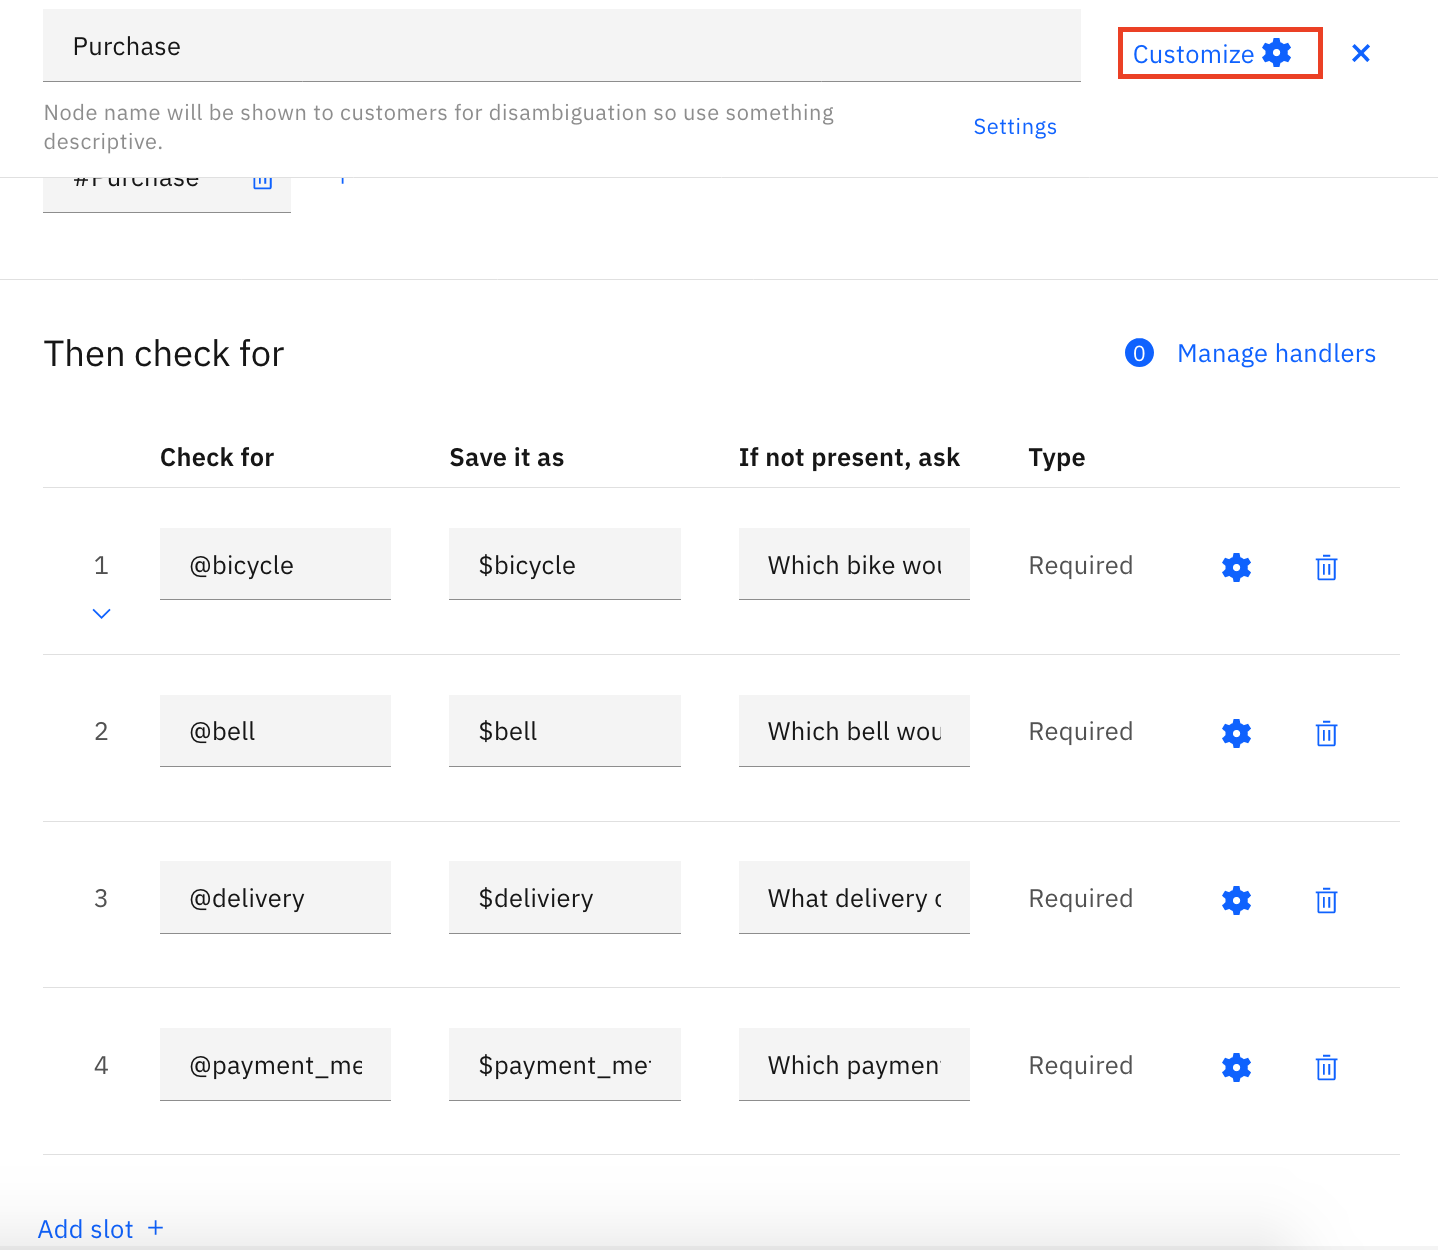 Purchase
Customize
Node name will be shown to customers for disambiguation so use something
descriptive.
Settings
#Purchase
Then check for
0 Manage handlers
Check for Save it as If not present, ask Type
1 @bicycle $bicycle Which bike wou Required
2 @bell $bell Which bell wou Required
3 @delivery $deliviery What delivery Required
4 @payment_me $payment_me Which paymen Required
Add slot +